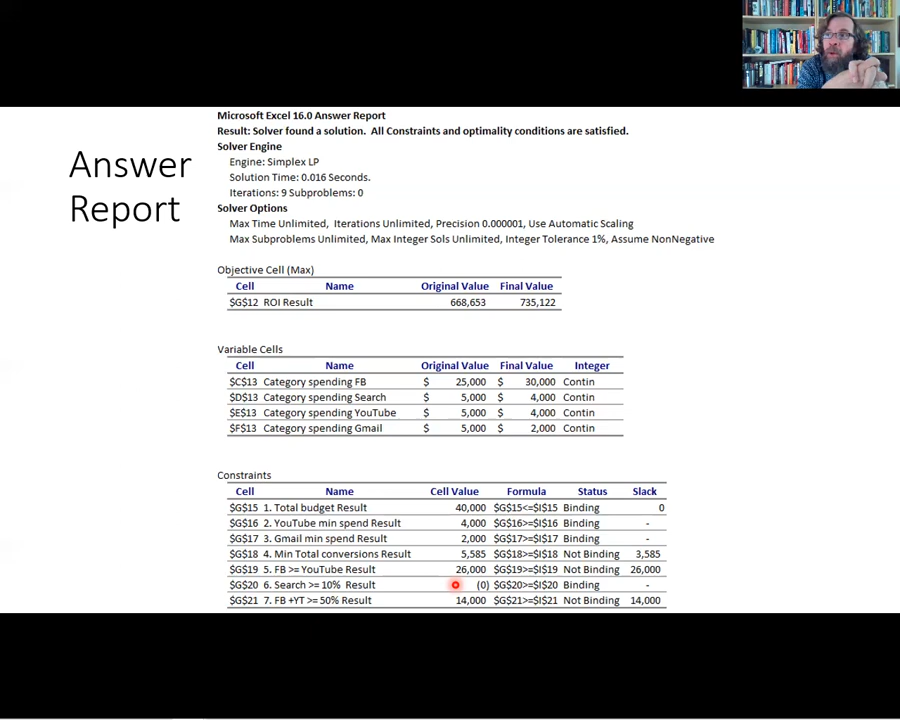 Answer
Report
Microsoft Excel 16.0 Answer Report
Result: Solver found a solution.  All Constraints and optimality conditions are satisfied.
Solver Engine
Engine: Simplex LP
Solution Time: 0.016 Seconds.
Iterations: 9 Subproblems: 0
Solver Options
Max Time Unlimited,  Iterations Unlimited, Precision 0.000001, Use Automatic Scaling
Max Subproblems Unlimited, Max Integer Sols Unlimited, Integer Tolerance 1%, Assume NonNegative
Objective Cell (Max)
Cell Name Original Value Final Value
$G$12 ROI Result 668,653 735,122
Variable Cells
Cell Name Original Value Final Value Integer
$C$13 Category spending FB $ 25,000 $ 30,000 Contin
$D$13 Category spending Search $ 5,000 $ 4,000 Contin
$E$13 Category spending YouTube $ 5,000 $ 4,000 Contin
$F$13 Category spending Gmail $ 5,000 $ 2,000 Contin
Constraints
Cell Name Cell Value Formula Status Slack
$G$15 1. Total budget Result 40,000 $G$15<=$I$15 Binding 0
$G$16 2. YouTube min spend Result 4,000 $G$16>=$I$16 Binding -
$G$17 3. Gmail min spend Result 2,000 $G$17>=$I$17 Binding -
$G$18 4. Min Total conversions Result 5,585 $G$18>=$I$18 Not Binding 3,585
$G$19 5. FB >= YouTube Result 26,000 $G$19>=$I$19 Not Binding 26,000
$G$20 6. Search >= 10%  Result (0) $G$20>=$I$20 Binding -
$G$21 7. FB +YT >= 50% Result 14,000 $G$21>=$I$21 Not Binding 14,000